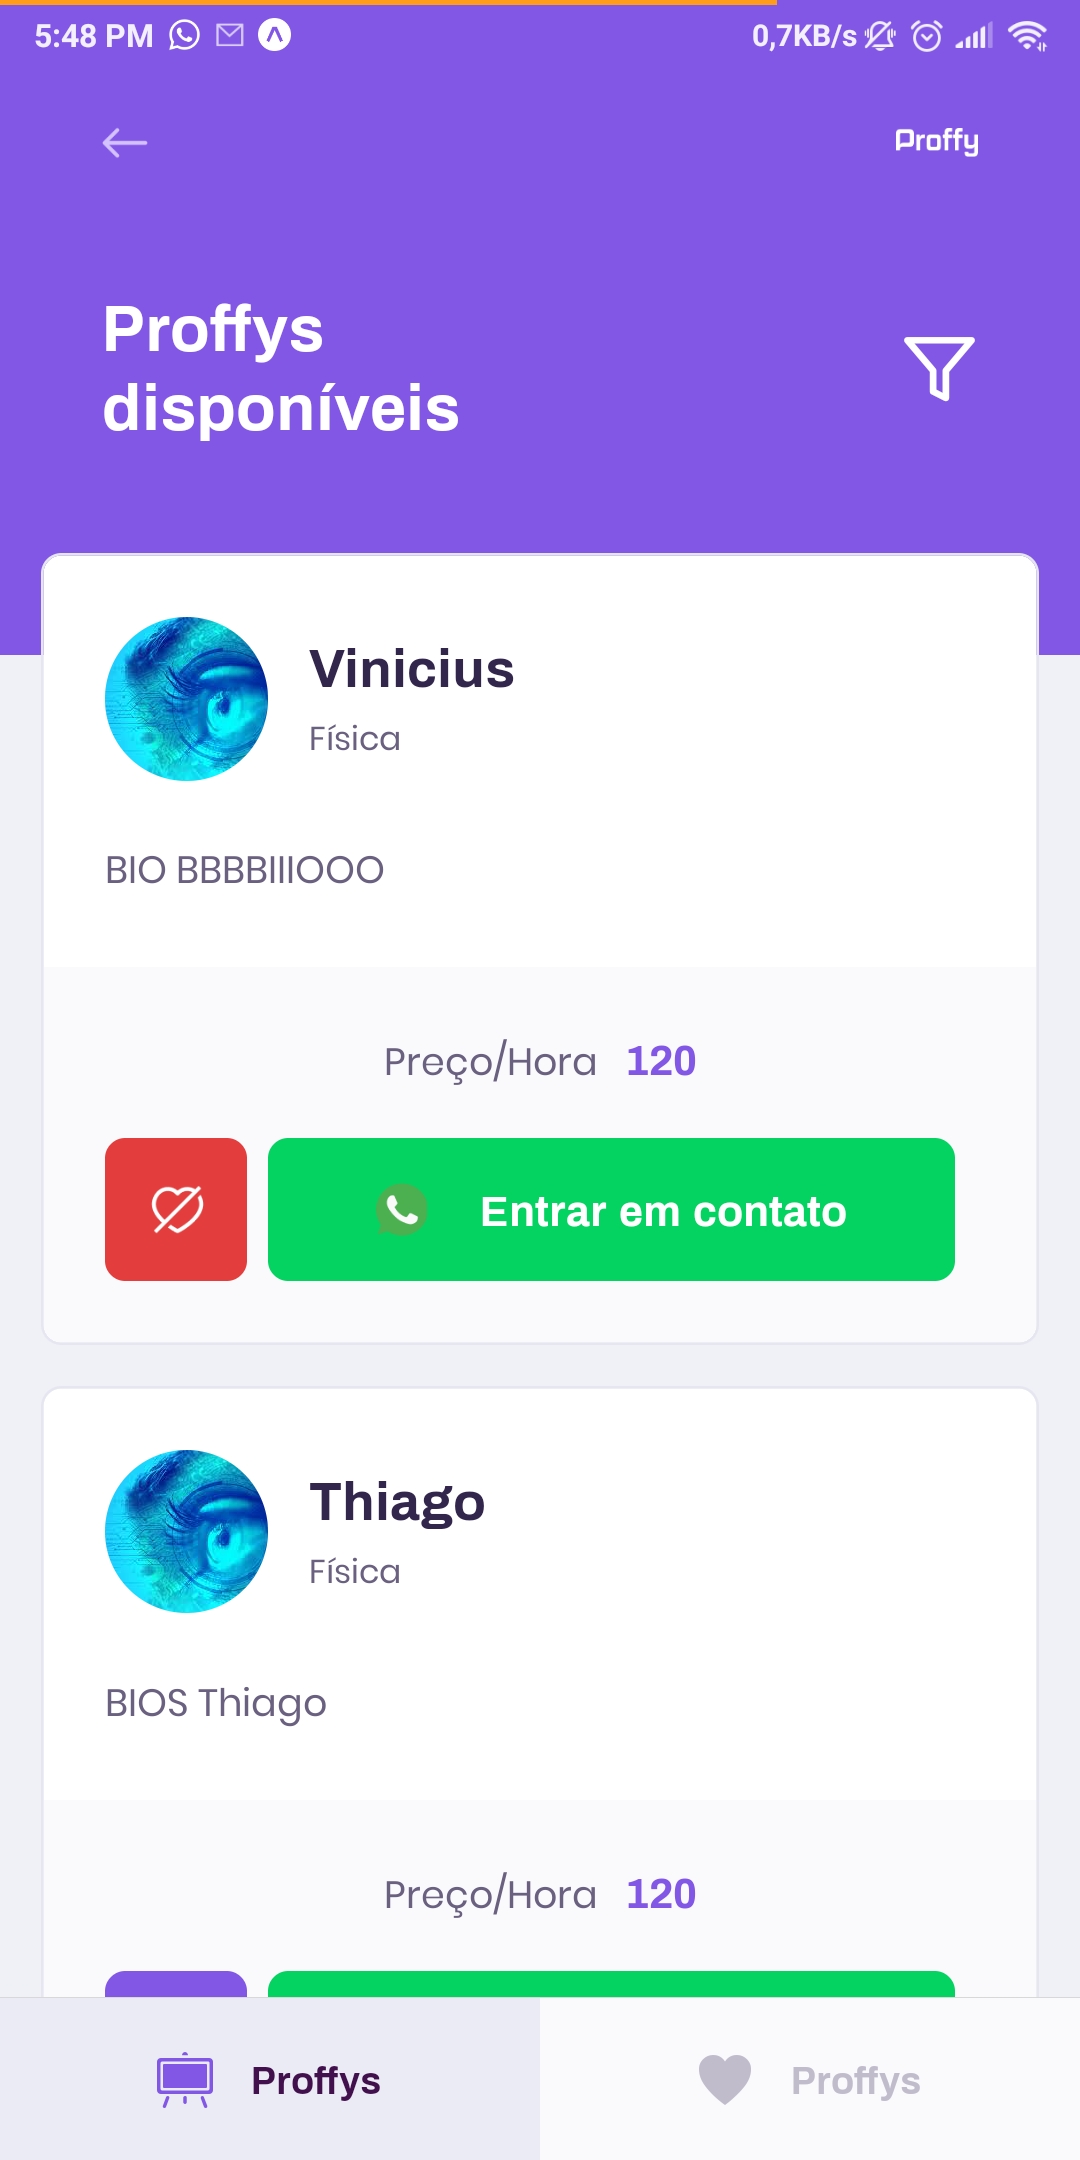 5:48 PM 0,7KB/s
Proffy
Proffys
disponíveis
Vinicius
Física
BIO BBBBIIIOOO
Preço/Hora 120
Entrar em contato
Thiago
Física
BIOS Thiago
Preço/Hora 120
Proffys Proffys